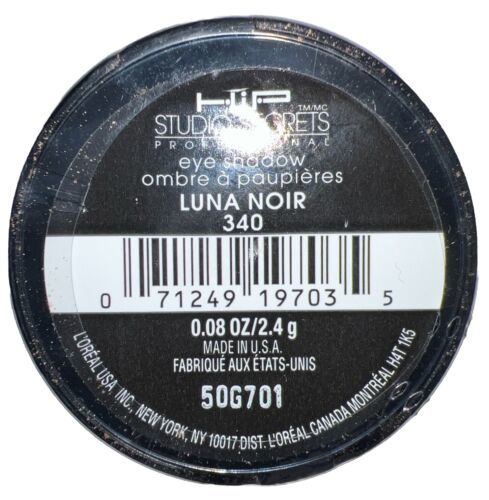 HiP
STUDIO SECRETS TM/MC
PROFESSIONAL
eye shadow
ombre à paupières
LUNA NOIR
340
0 71249 19703 5
0.08 OZ/2.4 g
MADE IN U.S.A.
FABRIQUÉ AUX ÉTATS-UNIS
50G701
L'ORÉAL USA, INC., NEW YORK, NY 10017 DIST. L'ORÉAL CANADA MONTRÉAL H4T 1K5